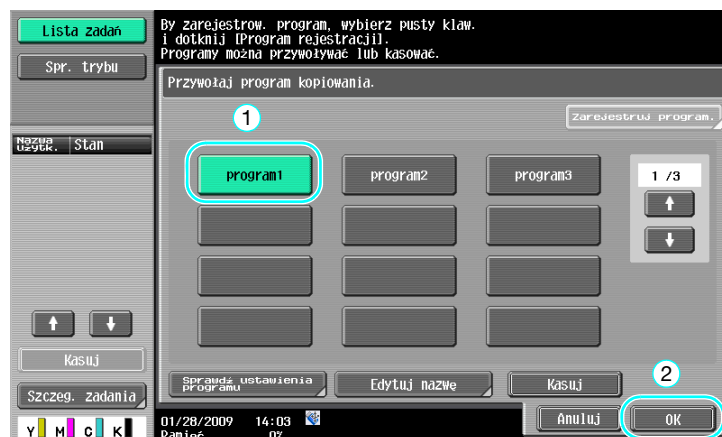 Lista zadań
Spr. trybu
By zarejestrow. program, wybierz pusty klaw.
i dotknij [Program rejestracji].
Programy można przywoływać lub kasować.
Przywołaj program kopiowania.
1
Zarejestruj program.
Nazwa Użytk.
Stan
program1
program2
program3
1 /3
Kasuj
Szczeg. zadania
Sprawdź ustawienia programu
Edytuj nazwę
Kasuj
2
01/28/2009 14:03
Pamięć 0%
Anuluj
OK
Y M C K